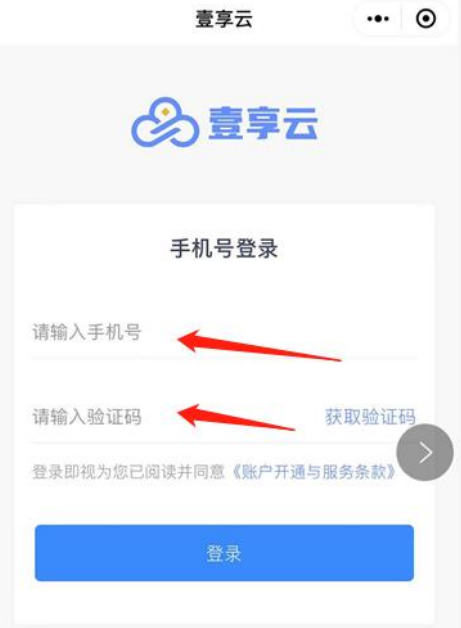 壹享云
壹享云
手机号登录
请输入手机号
请输入验证码 获取验证码
登录即视为您已阅读并同意《账户开通与服务条款》
登录